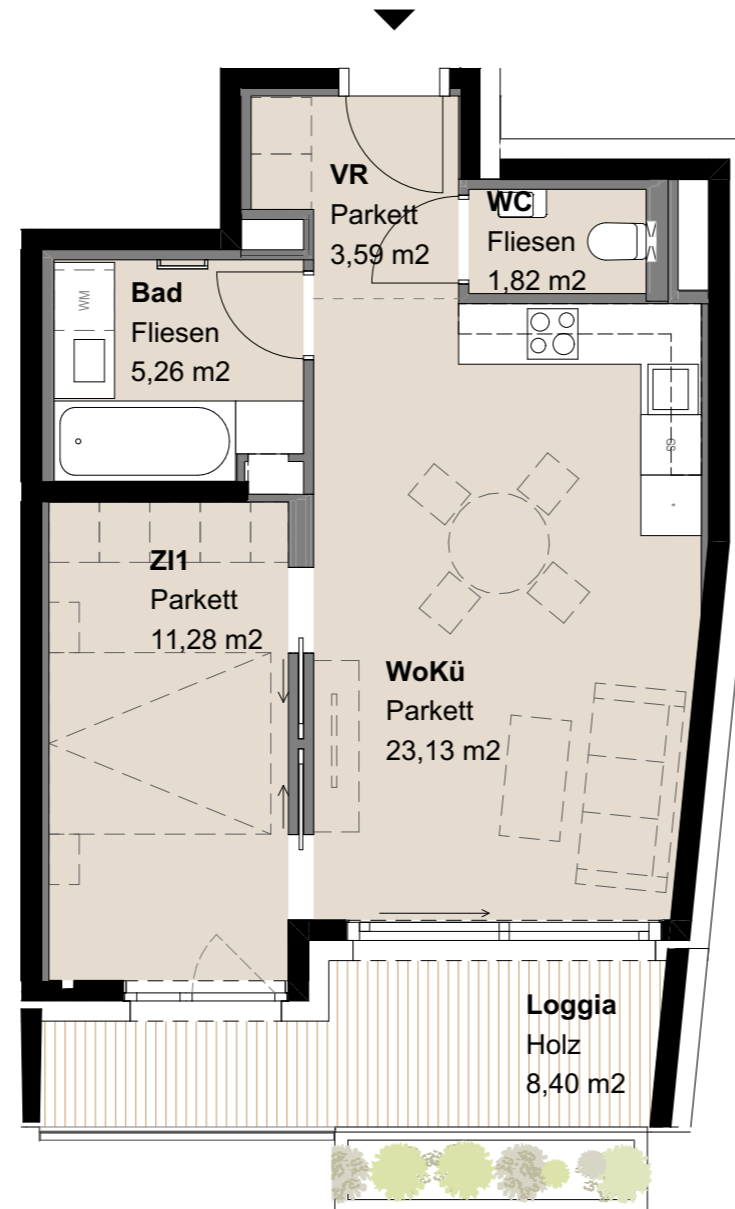 VR
Parkett
3,59 m2
WC
Fliesen
1,82 m2
Bad
Fliesen
5,26 m2
WM
GS
ZI1
Parkett
11,28 m2
WoKü
Parkett
23,13 m2
Loggia
Holz
8,40 m2